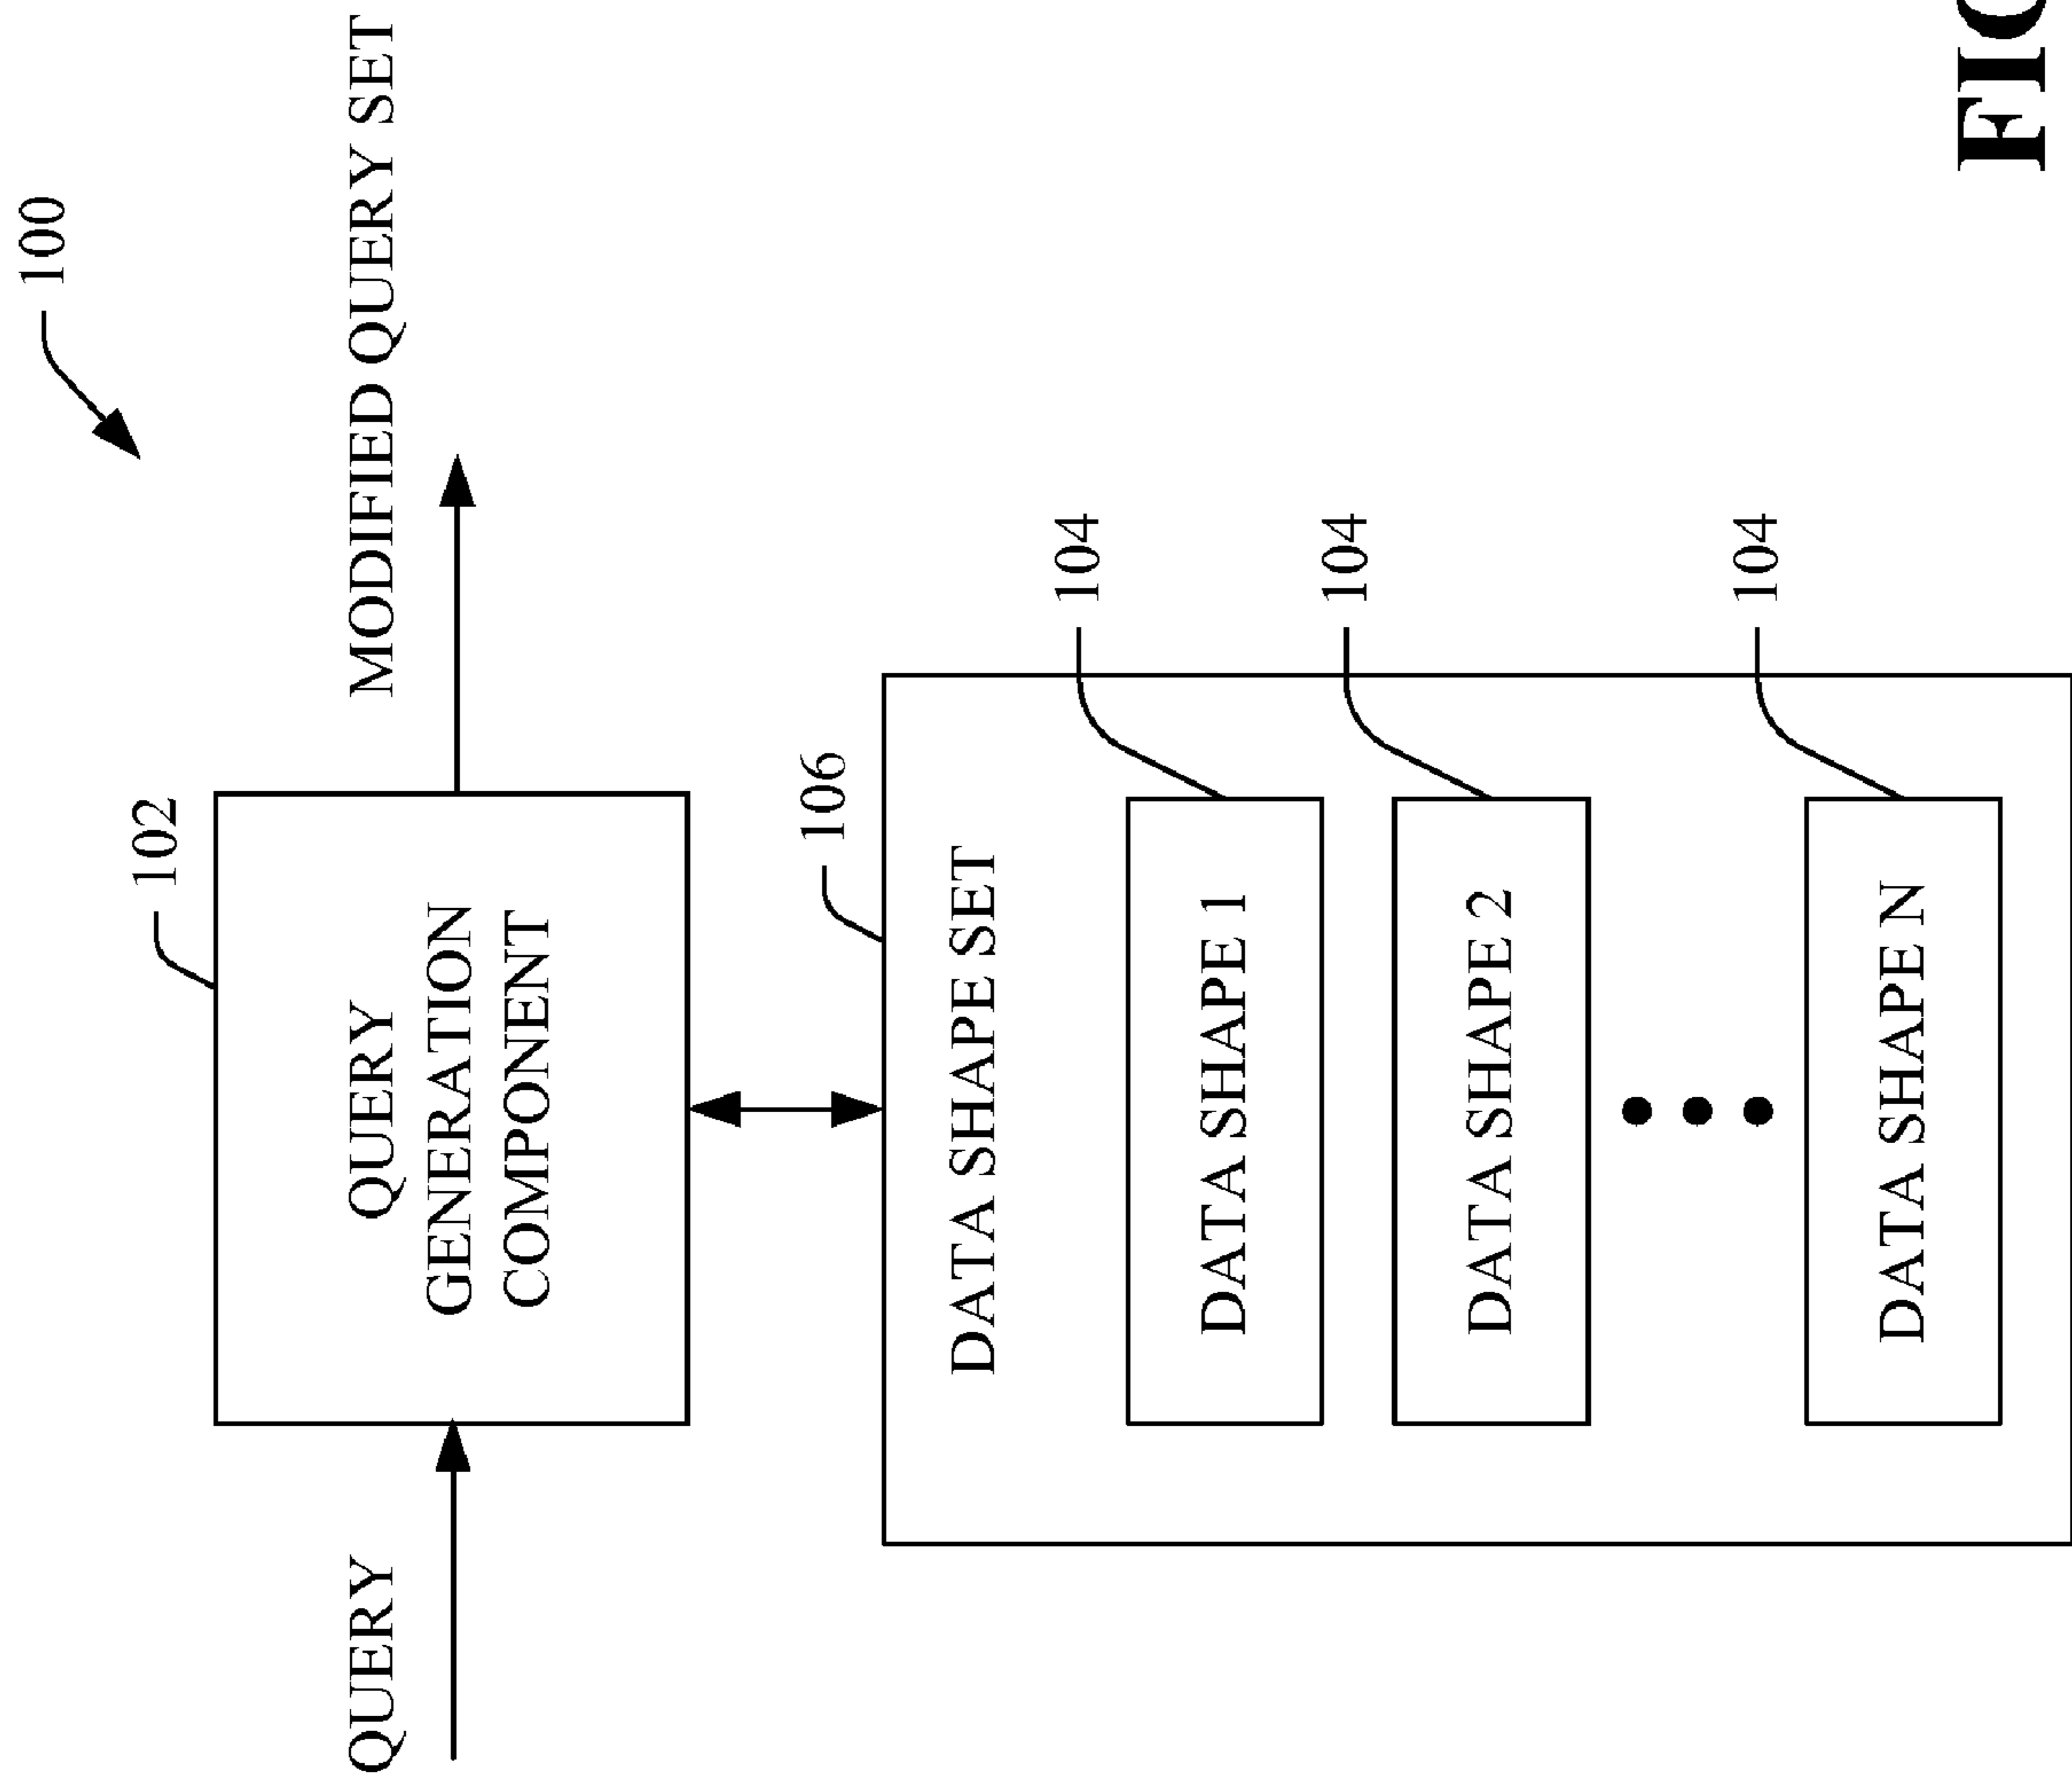 100
MODIFIED QUERY SET
QUERY
102
QUERY
GENERATION
COMPONENT
106
DATA SHAPE SET
104
DATA SHAPE 1
104
DATA SHAPE 2
104
DATA SHAPE N